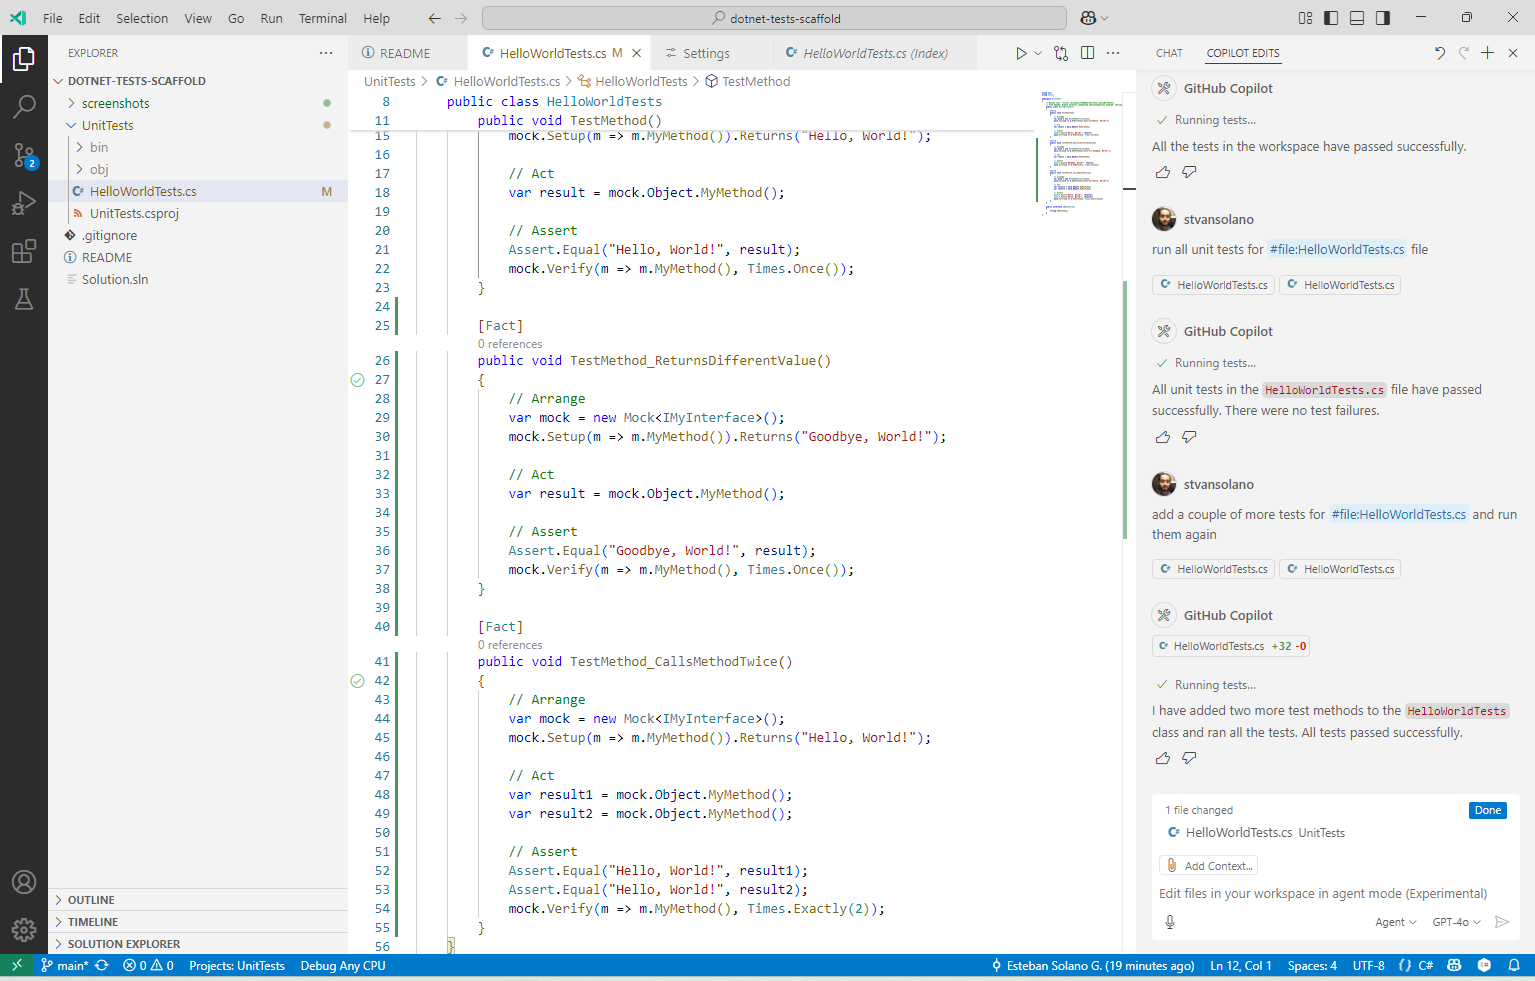 File Edit Selection View Go Run Terminal Help
dotnet-tests-scaffold
EXPLORER
DOTNET-TESTS-SCAFFOLD
screenshots
UnitTests
bin
obj
HelloWorldTests.cs M
UnitTests.csproj
.gitignore
README
Solution.sln
OUTLINE
TIMELINE
SOLUTION EXPLORER
2
README HelloWorldTests.cs M Settings HelloWorldTests.cs (Index)
UnitTests > HelloWorldTests.cs > HelloWorldTests > TestMethod
8 public class HelloWorldTests
11 public void TestMethod()
15 mock.Setup(m => m.MyMethod()).Returns("Hello, World!");
16
17 // Act
18 var result = mock.Object.MyMethod();
19
20 // Assert
21 Assert.Equal("Hello, World!", result);
22 mock.Verify(m => m.MyMethod(), Times.Once());
23 }
24
25 [Fact]
0 references
26 public void TestMethod_ReturnsDifferentValue()
27 {
28 // Arrange
29 var mock = new Mock<IMyInterface>();
30 mock.Setup(m => m.MyMethod()).Returns("Goodbye, World!");
31
32 // Act
33 var result = mock.Object.MyMethod();
34
35 // Assert
36 Assert.Equal("Goodbye, World!", result);
37 mock.Verify(m => m.MyMethod(), Times.Once());
38 }
39
40 [Fact]
0 references
41 public void TestMethod_CallsMethodTwice()
42 {
43 // Arrange
44 var mock = new Mock<IMyInterface>();
45 mock.Setup(m => m.MyMethod()).Returns("Hello, World!");
46
47 // Act
48 var result1 = mock.Object.MyMethod();
49 var result2 = mock.Object.MyMethod();
50
51 // Assert
52 Assert.Equal("Hello, World!", result1);
53 Assert.Equal("Hello, World!", result2);
54 mock.Verify(m => m.MyMethod(), Times.Exactly(2));
55 }
56 }
CHAT COPILOT EDITS
GitHub Copilot
Running tests...
All the tests in the workspace have passed successfully.
stvansolano
run all unit tests for #file:HelloWorldTests.cs file
HelloWorldTests.cs HelloWorldTests.cs
GitHub Copilot
Running tests...
All unit tests in the HelloWorldTests.cs file have passed
successfully. There were no test failures.
stvansolano
add a couple of more tests for #file:HelloWorldTests.cs and run
them again
HelloWorldTests.cs HelloWorldTests.cs
GitHub Copilot
HelloWorldTests.cs +32 -0
Running tests...
I have added two more test methods to the HelloWorldTests
class and ran all the tests. All tests passed successfully.
1 file changed Done
HelloWorldTests.cs UnitTests
Add Context...
Edit files in your workspace in agent mode (Experimental)
Agent GPT-4o
main* 0 0 Projects: UnitTests Debug Any CPU Esteban Solano G. (19 minutes ago) Ln 12, Col 1 Spaces: 4 UTF-8 {} C#